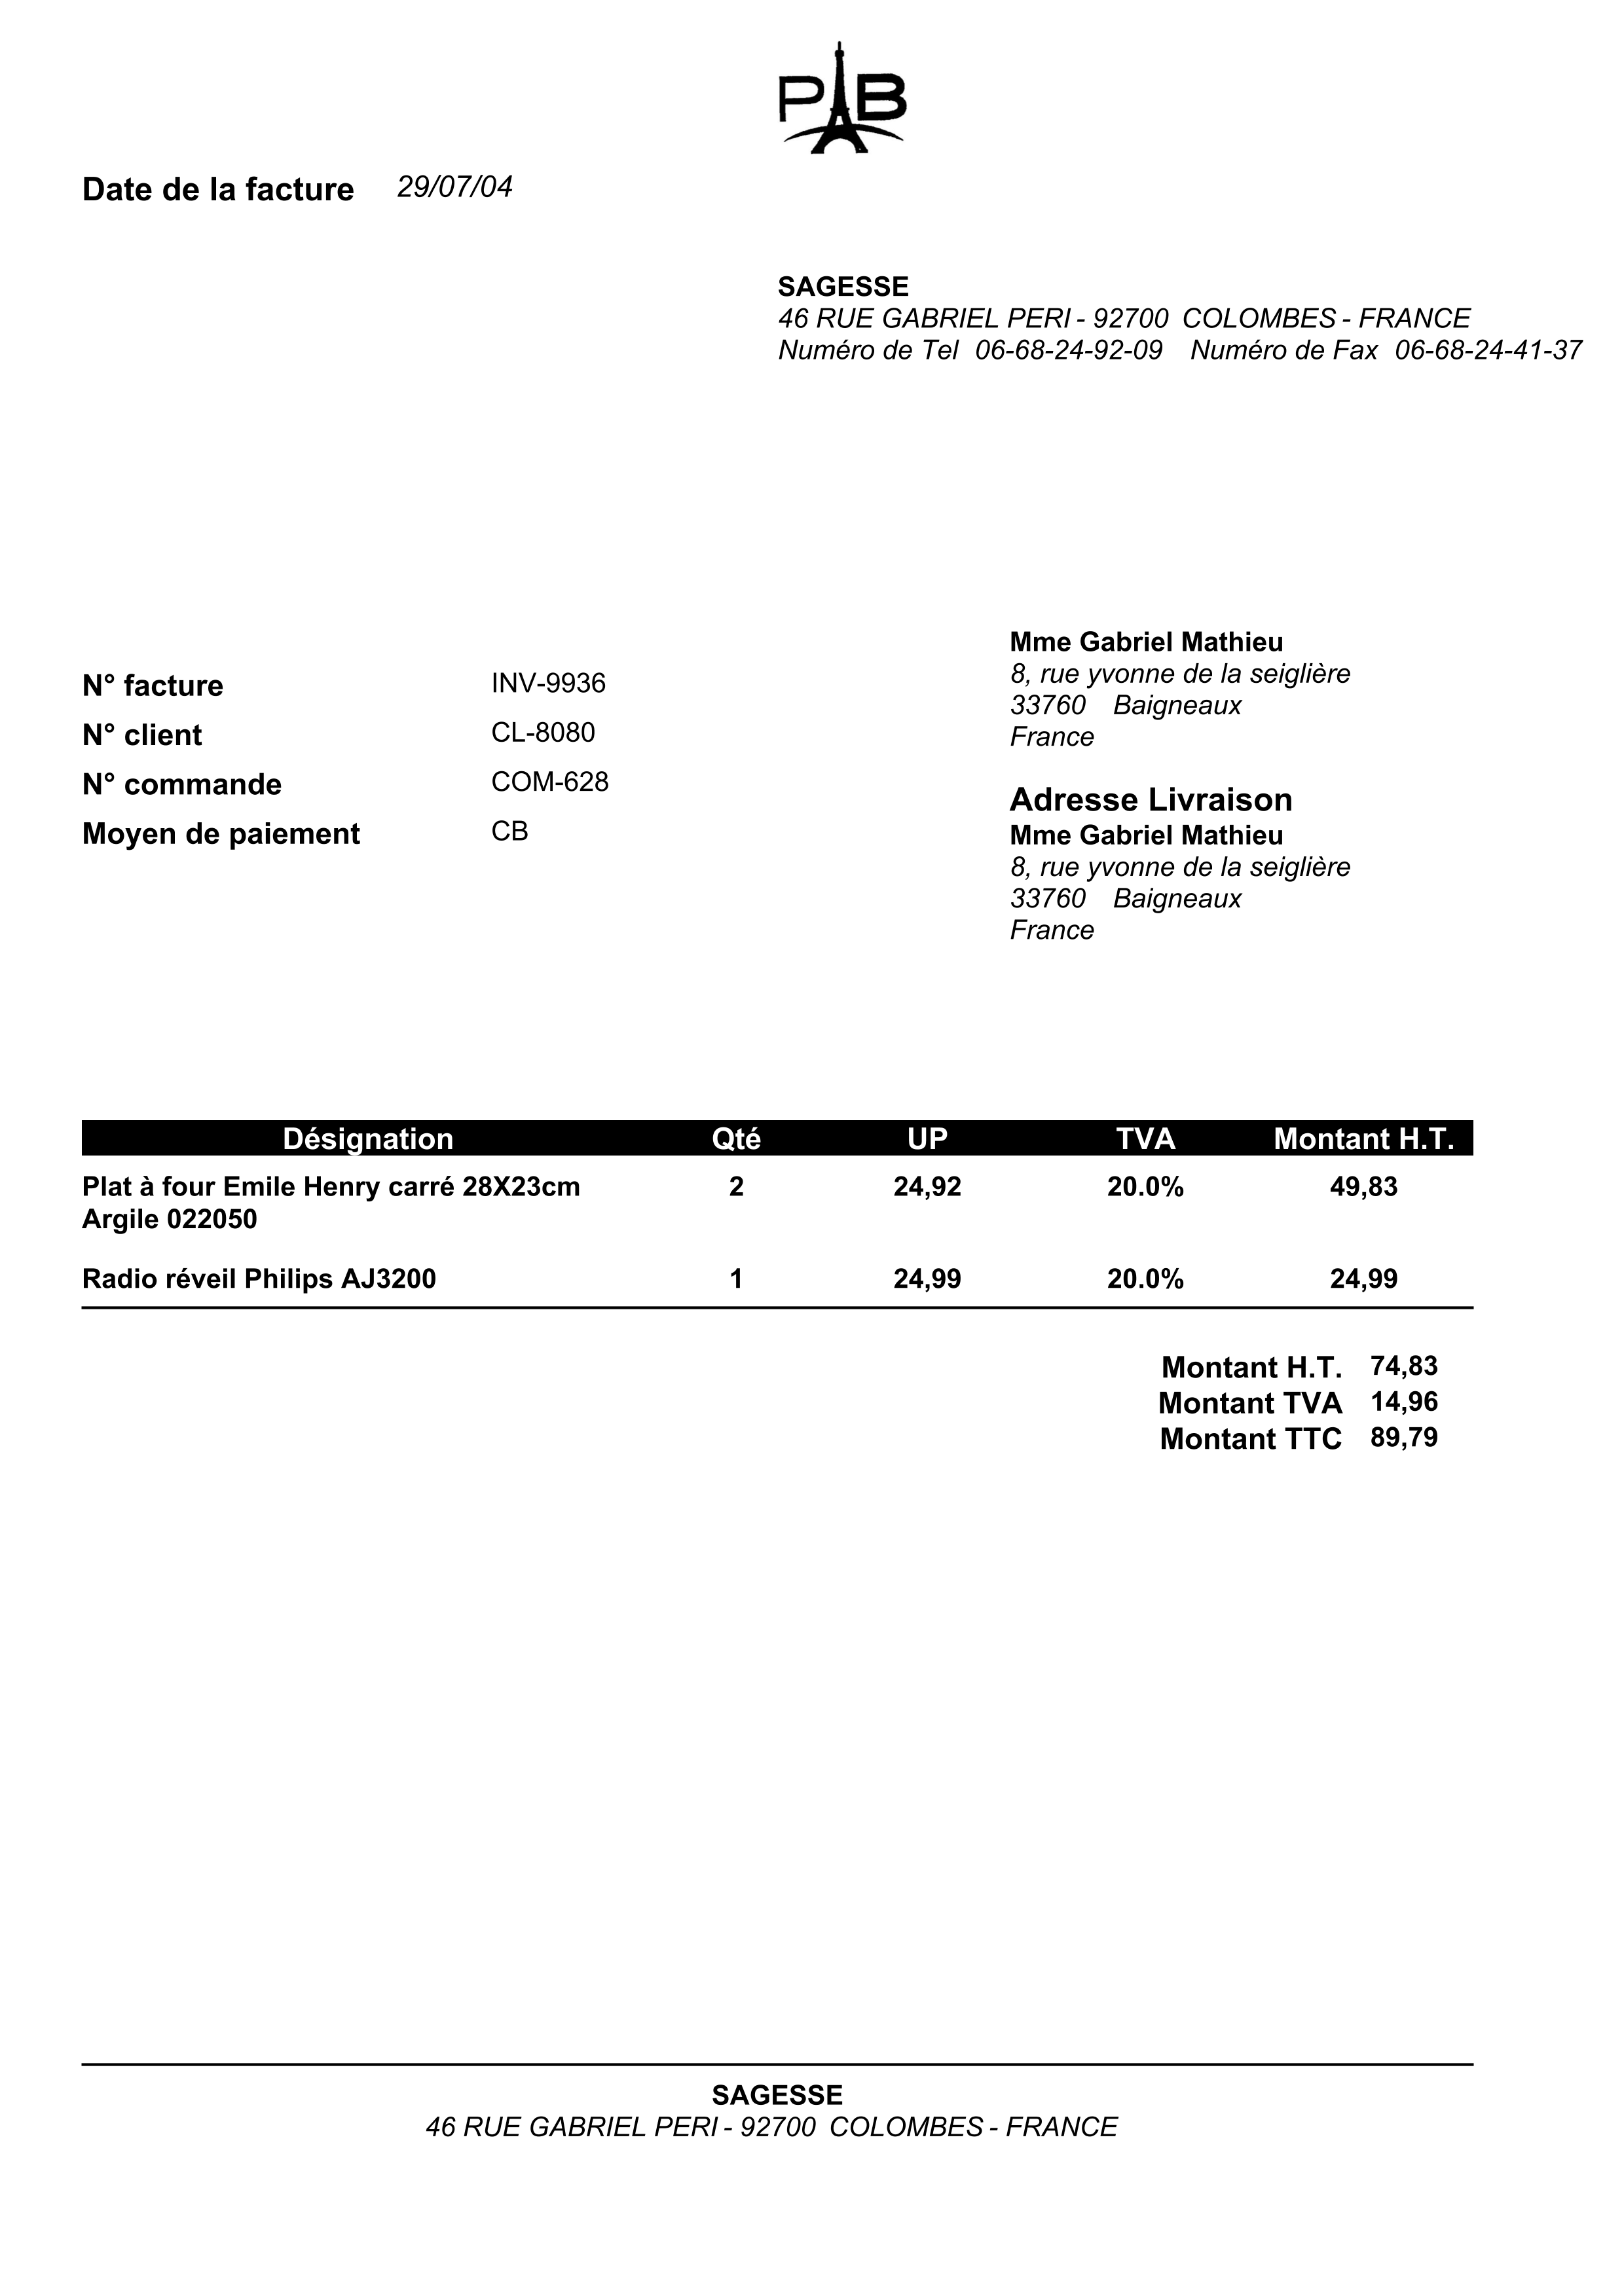 PB
Date de la facture 29/07/04
SAGESSE
46 RUE GABRIEL PERI - 92700 COLOMBES - FRANCE
Numéro de Tel 06-68-24-92-09 Numéro de Fax 06-68-24-41-37
N° facture INV-9936
N° client CL-8080
N° commande COM-628
Moyen de paiement CB
Mme Gabriel Mathieu
8, rue yvonne de la seiglière
33760 Baigneaux
France
Adresse Livraison
Mme Gabriel Mathieu
8, rue yvonne de la seiglière
33760 Baigneaux
France
Désignation Qté UP TVA Montant H.T.
Plat à four Emile Henry carré 28X23cm 2 24,92 20.0% 49,83
Argile 022050
Radio réveil Philips AJ3200 1 24,99 20.0% 24,99
Montant H.T. 74,83
Montant TVA 14,96
Montant TTC 89,79
SAGESSE
46 RUE GABRIEL PERI - 92700 COLOMBES - FRANCE